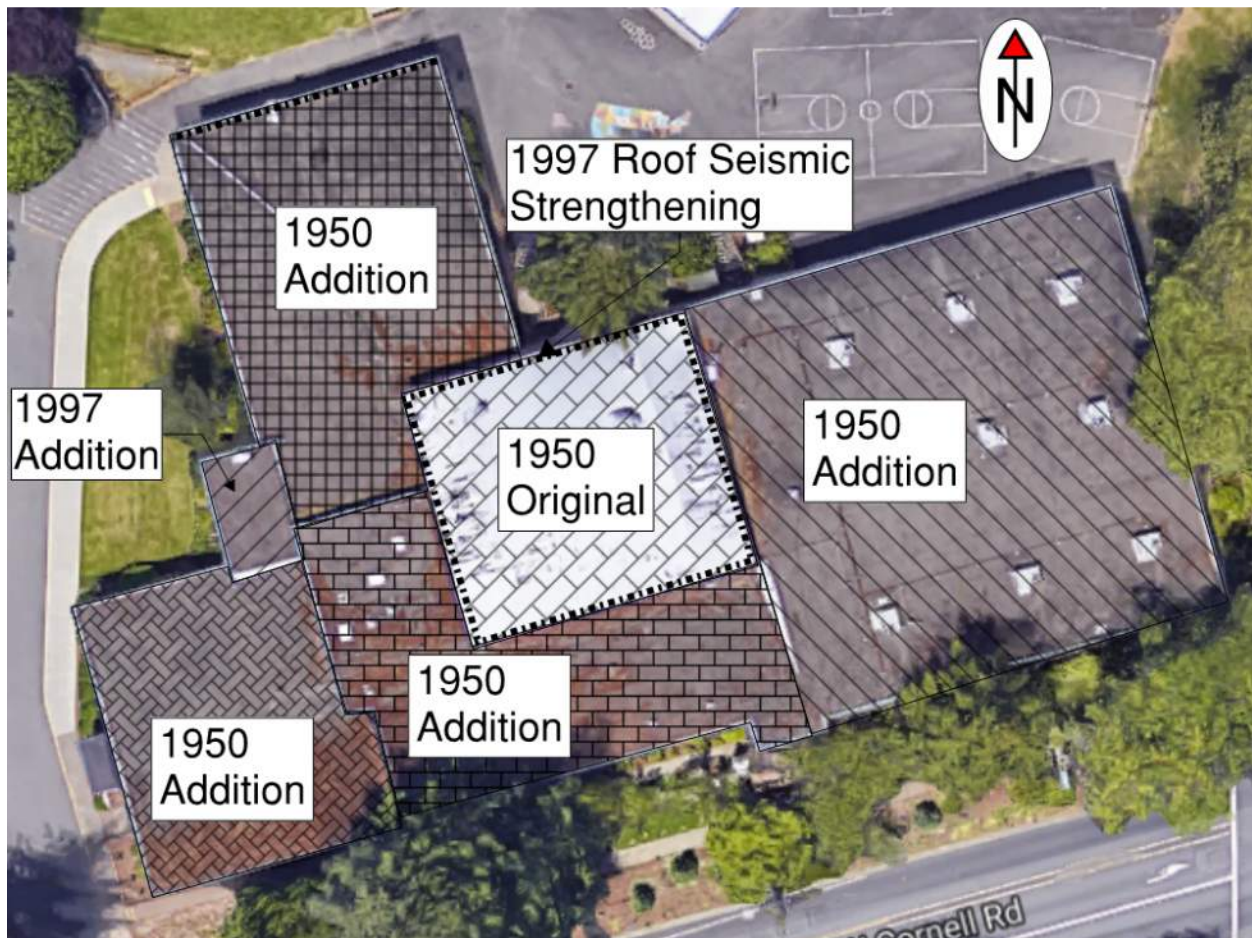 N
1997 Roof Seismic
Strengthening
1950
Addition
1997
Addition
1950
Original
1950
Addition
1950
Addition
1950
Addition
Cornell Rd